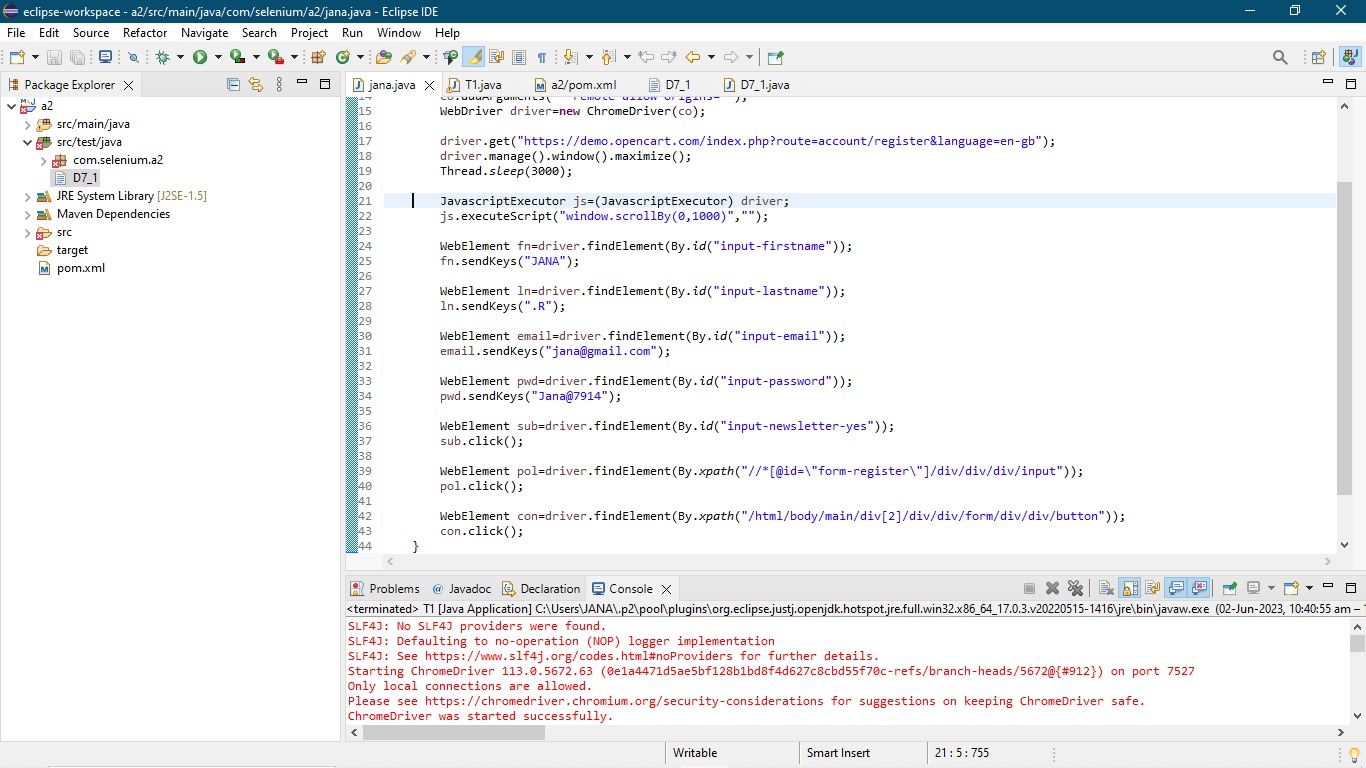 eclipse-workspace - a2/src/main/java/com/selenium/a2/jana.java - Eclipse IDE
File Edit Source Refactor Navigate Search Project Run Window Help
Package Explorer
a2
src/main/java
src/test/java
com.selenium.a2
D7_1
JRE System Library [J2SE-1.5]
Maven Dependencies
src
target
pom.xml
jana.java T1.java a2/pom.xml D7_1 D7_1.java
15 WebDriver driver=new ChromeDriver(co);
16
17 driver.get("https://demo.opencart.com/index.php?route=account/register&language=en-gb");
18 driver.manage().window().maximize();
19 Thread.sleep(3000);
20
21 JavascriptExecutor js=(JavascriptExecutor) driver;
22 js.executeScript("window.scrollBy(0,1000)","");
23
24 WebElement fn=driver.findElement(By.id("input-firstname"));
25 fn.sendKeys("JANA");
26
27 WebElement ln=driver.findElement(By.id("input-lastname"));
28 ln.sendKeys(".R");
29
30 WebElement email=driver.findElement(By.id("input-email"));
31 email.sendKeys("jana@gmail.com");
32
33 WebElement pwd=driver.findElement(By.id("input-password"));
34 pwd.sendKeys("Jana@7914");
35
36 WebElement sub=driver.findElement(By.id("input-newsletter-yes"));
37 sub.click();
38
39 WebElement pol=driver.findElement(By.xpath("//*[@id=\"form-register\"]/div/div/div/input"));
40 pol.click();
41
42 WebElement con=driver.findElement(By.xpath("/html/body/main/div[2]/div/div/form/div/div/button"));
43 con.click();
44 }
Problems Javadoc Declaration Console
<terminated> T1 [Java Application] C:\Users\JANA\.p2\pool\plugins\org.eclipse.justj.openjdk.hotspot.jre.full.win32.x86_64_17.0.3.v20220515-1416\jre\bin\javaw.exe (02-Jun-2023, 10:40:55 am –
SLF4J: No SLF4J providers were found.
SLF4J: Defaulting to no-operation (NOP) logger implementation
SLF4J: See https://www.slf4j.org/codes.html#noProviders for further details.
Starting ChromeDriver 113.0.5672.63 (0e1a4471d5ae5bf128b1bd8f4d627c8cbd55f70c-refs/branch-heads/5672@{#912}) on port 7527
Only local connections are allowed.
Please see https://chromedriver.chromium.org/security-considerations for suggestions on keeping ChromeDriver safe.
ChromeDriver was started successfully.
Writable Smart Insert 21 : 5 : 755